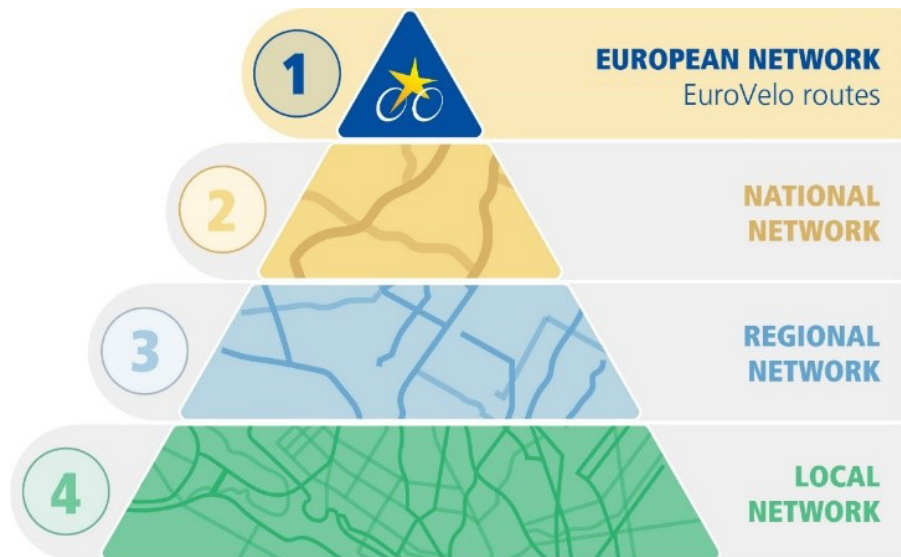 1
EUROPEAN NETWORK
EuroVelo routes
2
NATIONAL
NETWORK
3
REGIONAL
NETWORK
4
LOCAL
NETWORK